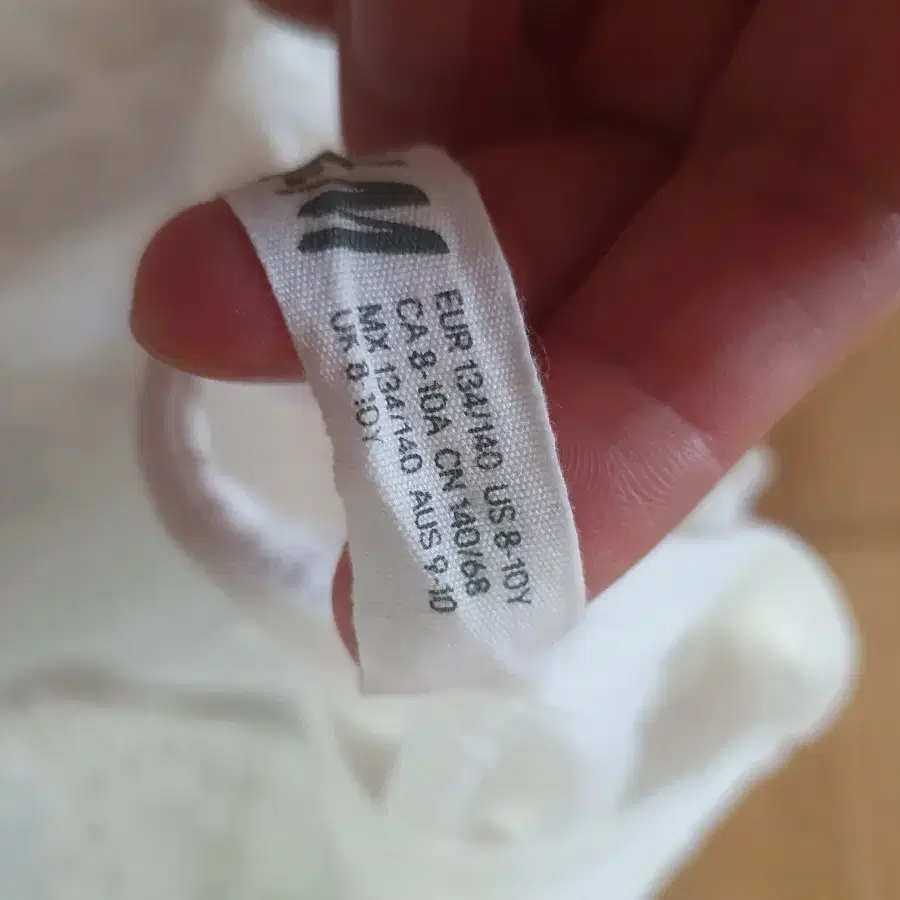 EUR 134/140 US 8-10Y
CA 8-10A CN 140/68
MX 134/140 AUS 9-10
UK 8-10Y